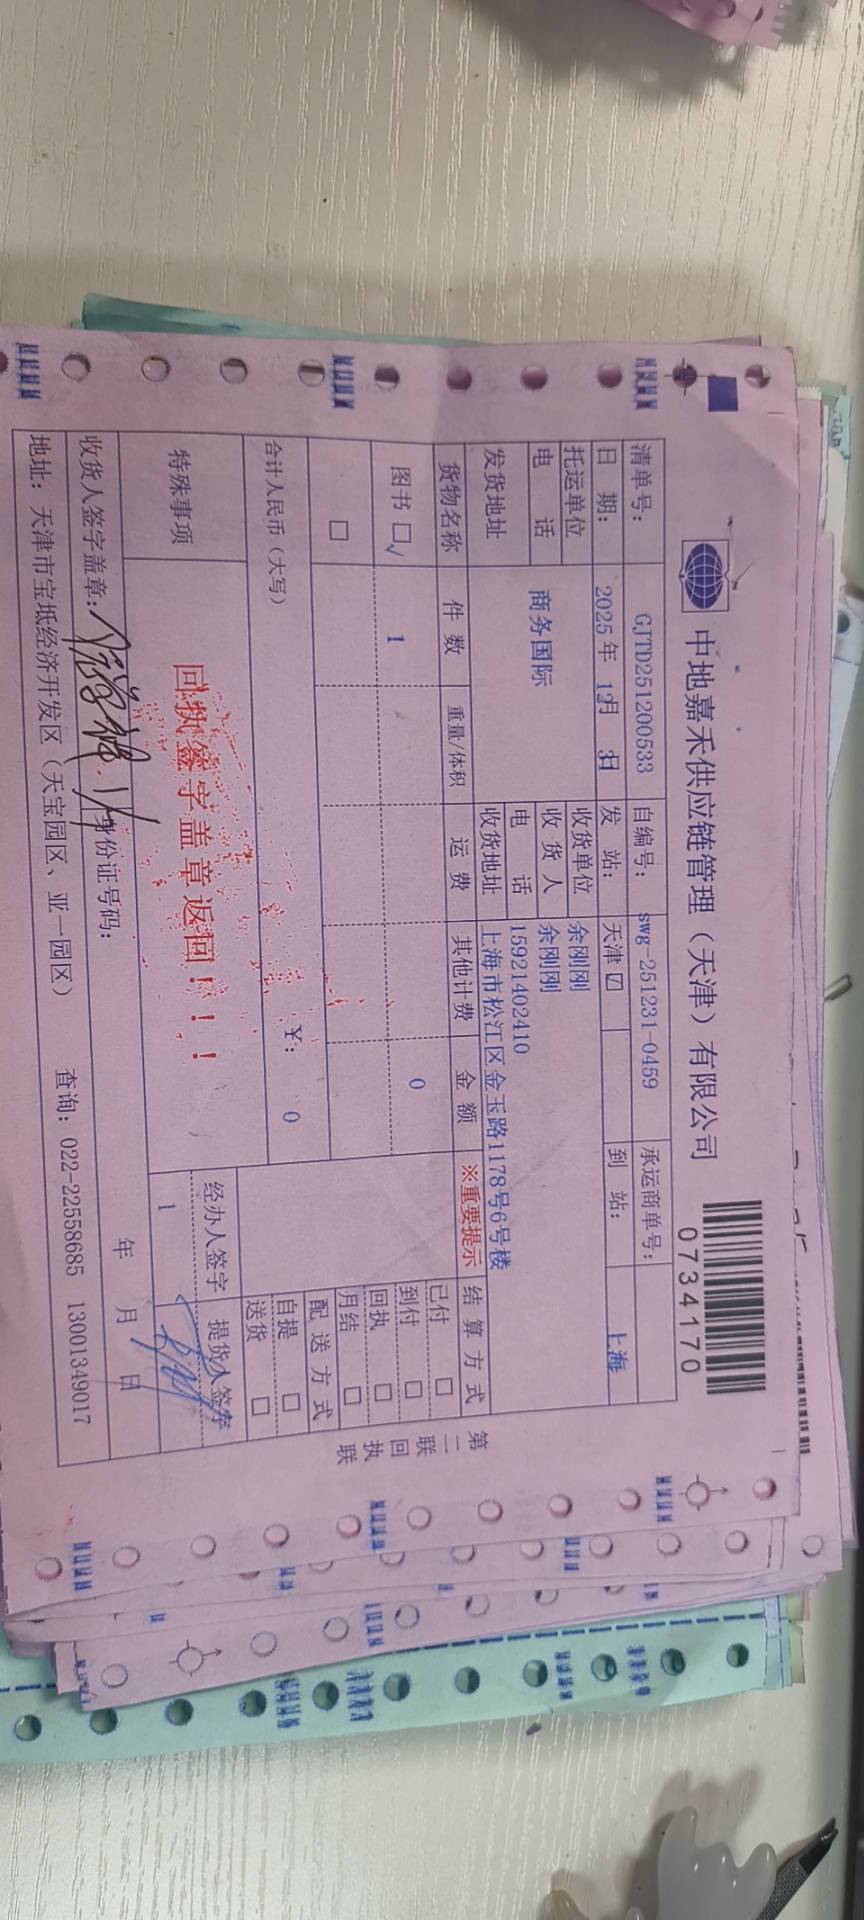 中地嘉禾供应链管理（天津）有限公司
0734170
清单号： GJTD251200533 自编号： swg-251231-0459 承运商单号：
日 期： 2025 年 12月 3日 发 站： 天津 ☑ 到 站： 上海
托运单位 商务国际 收货单位 余刚刚
收 货 人 余刚刚
电 话 电 话 15921402410
发货地址 收货地址 上海市松江区金玉路1178号6号楼
货物名称 件 数 重量/体积 运 费 其他计费 金 额 ※重要提示 结 算 方 式
图书 □√ 1 0 已付 □
□ 到付 □
回执 □
月结 □
合计人民币（大写） ￥： 0 配 送 方 式
自提 □
送货 □
特殊事项 回执签字盖章返回！！！ 经办人签字 提货人签字
1
收货人签字盖章： 身份证号码： 年 月 日
地址： 天津市宝坻经济开发区（天宝园区、亚一园区） 查询：022-22558685 13001349017
第二联 回执联